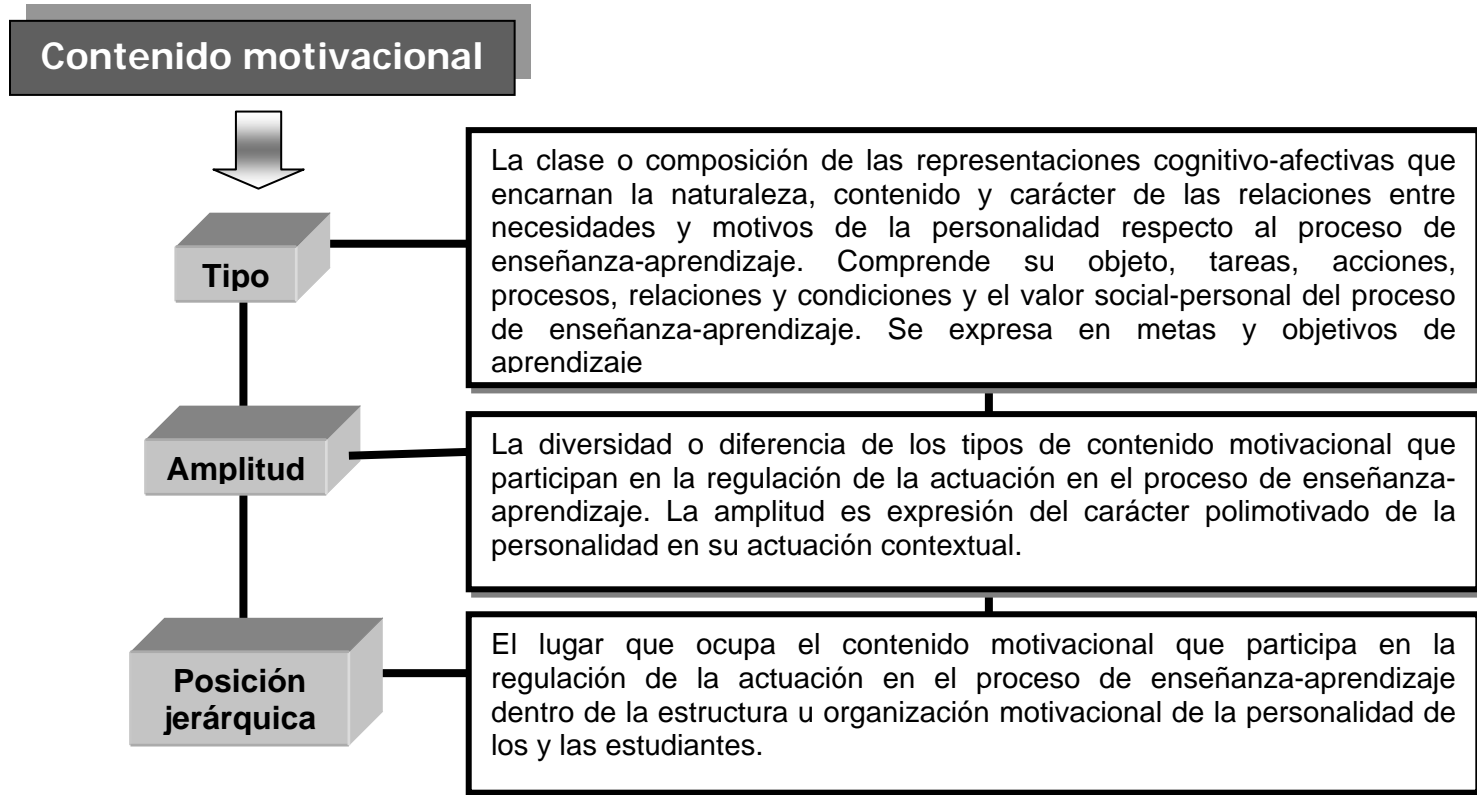 Contenido motivacional
Tipo
La clase o composición de las representaciones cognitivo-afectivas que
encarnan la naturaleza, contenido y carácter de las relaciones entre
necesidades y motivos de la personalidad respecto al proceso de
enseñanza-aprendizaje. Comprende su objeto, tareas, acciones,
procesos, relaciones y condiciones y el valor social-personal del proceso
de enseñanza-aprendizaje. Se expresa en metas y objetivos de
aprendizaje
Amplitud
La diversidad o diferencia de los tipos de contenido motivacional que
participan en la regulación de la actuación en el proceso de enseñanza-
aprendizaje. La amplitud es expresión del carácter polimotivado de la
personalidad en su actuación contextual.
Posición
jerárquica
El lugar que ocupa el contenido motivacional que participa en la
regulación de la actuación en el proceso de enseñanza-aprendizaje
dentro de la estructura u organización motivacional de la personalidad de
los y las estudiantes.